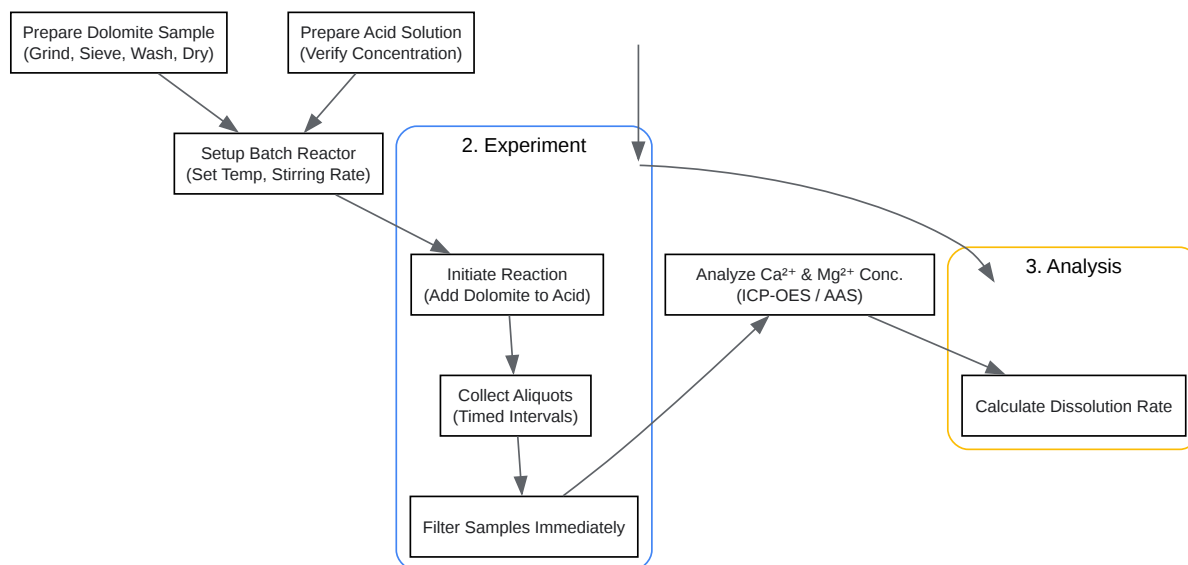 Prepare Dolomite Sample
(Grind, Sieve, Wash, Dry)
Prepare Acid Solution
(Verify Concentration)
Setup Batch Reactor
(Set Temp, Stirring Rate)
2. Experiment
Initiate Reaction
(Add Dolomite to Acid)
Collect Aliquots
(Timed Intervals)
Filter Samples Immediately
Analyze Ca²⁺ & Mg²⁺ Conc.
(ICP-OES / AAS)
3. Analysis
Calculate Dissolution Rate